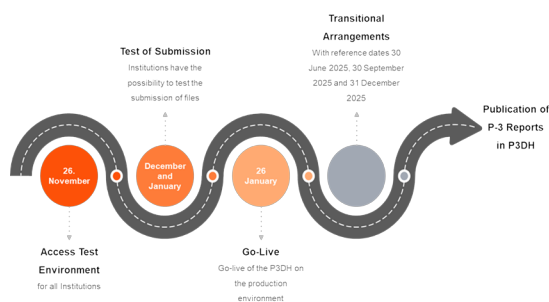 Transitional
Arrangements
With reference dates 30
June 2025, 30 September
2025 and 31 December
2025
Test of Submission
Institutions have the
possibility to test the
submission of files
Publication of
P-3 Reports
in P3DH
26.
November
December
and
January
26
January
Access Test
Environment
for all Institutions
Go-Live
Go-live of the P3DH on
the production
environment